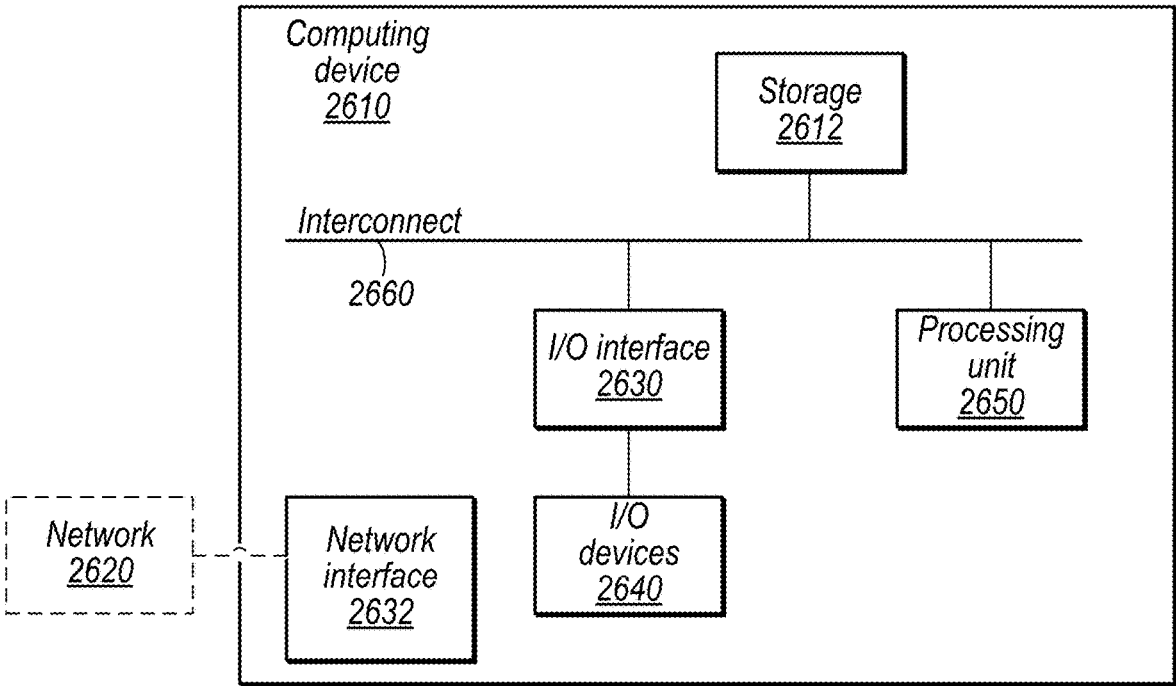 Computing
device
2610
Storage
2612
Interconnect
2660
I/O interface
2630
Processing
unit
2650
Network
2620
Network
interface
2632
I/O
devices
2640